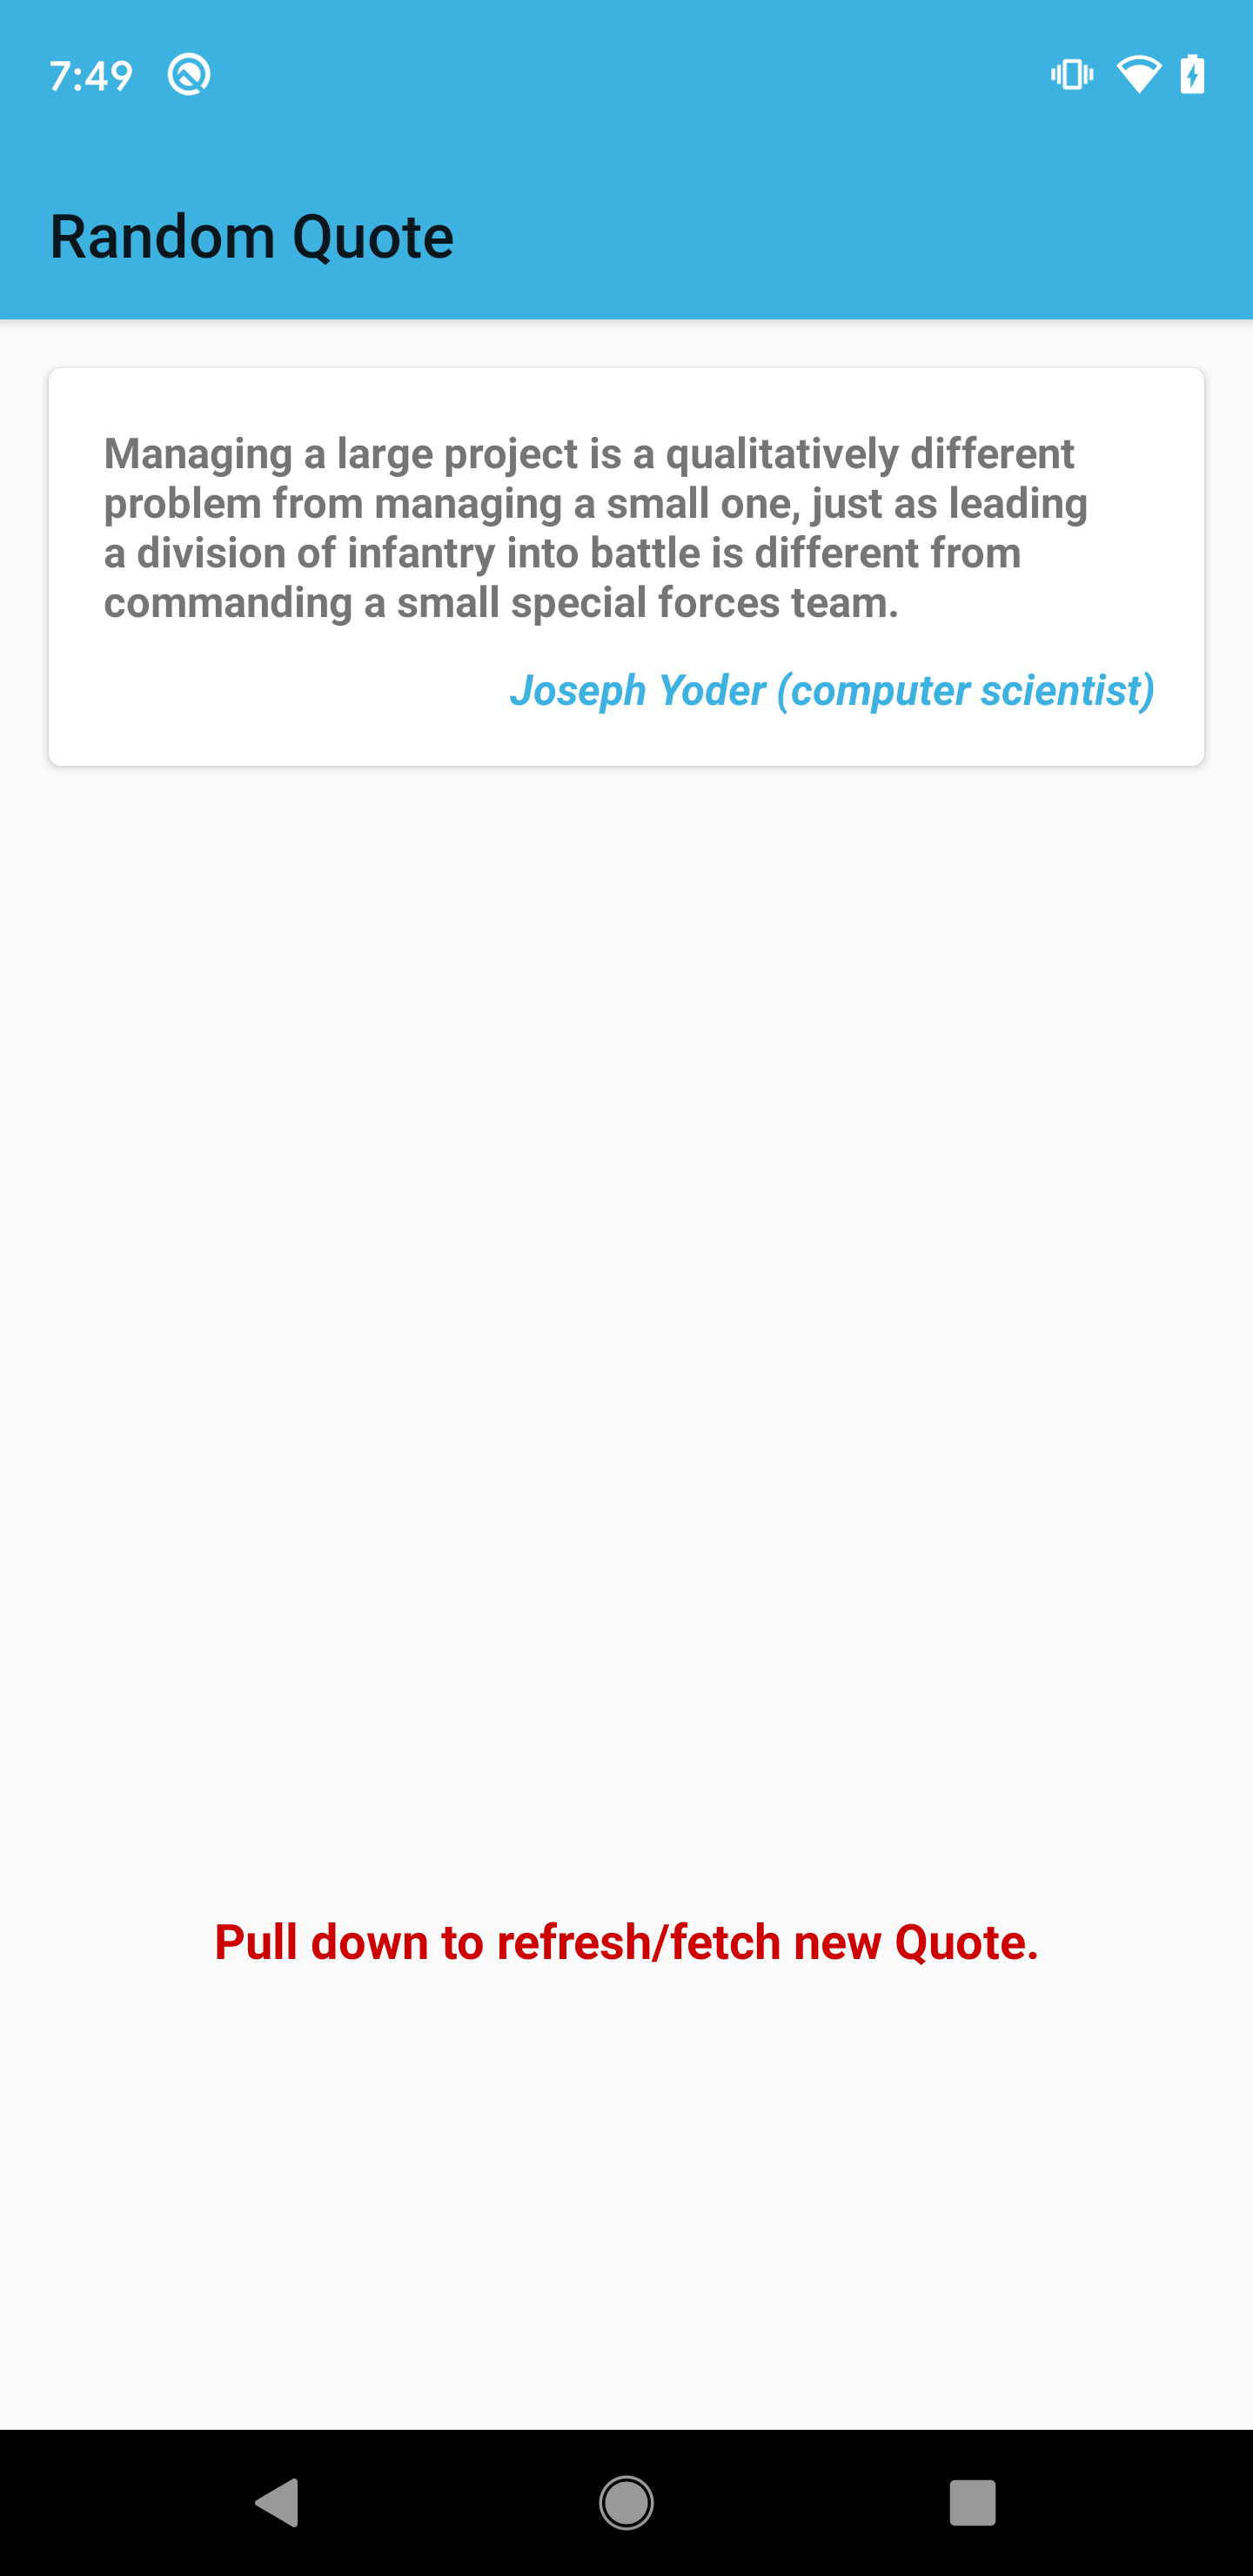 7:49
Random Quote
Managing a large project is a qualitatively different
problem from managing a small one, just as leading
a division of infantry into battle is different from
commanding a small special forces team.
Joseph Yoder (computer scientist)
Pull down to refresh/fetch new Quote.